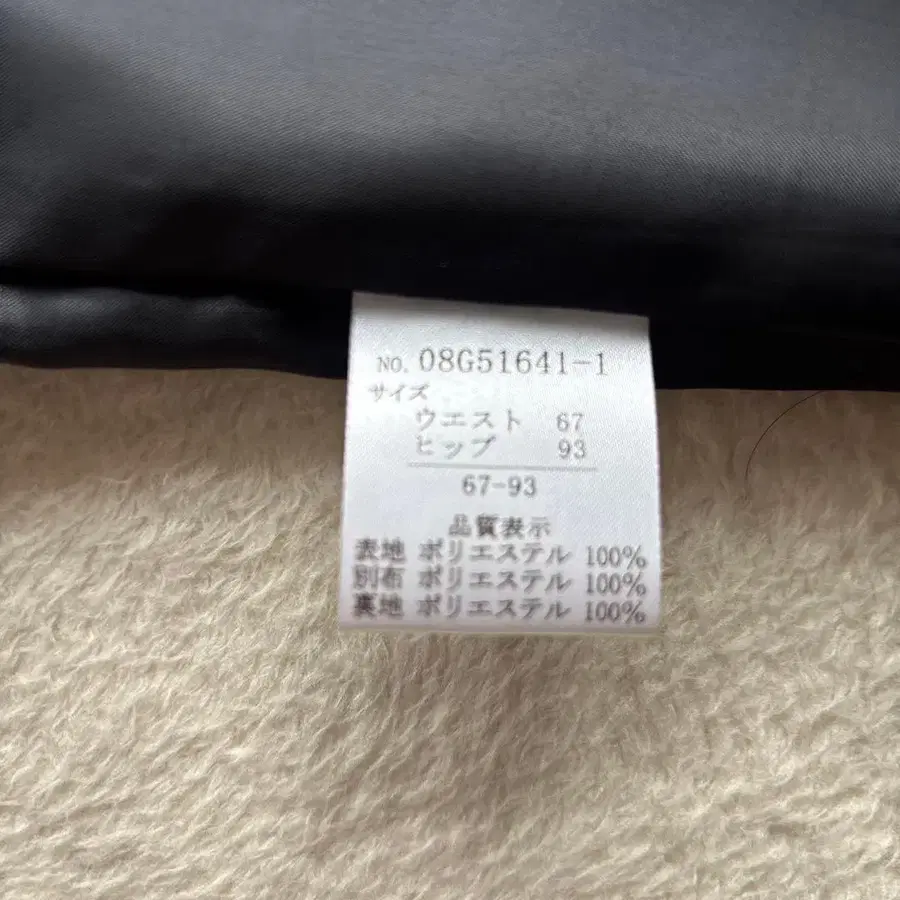 NO. 08G51641-1
サイズ
ウエスト 67
ヒップ 93
67-93
品質表示
表地 ポリエステル 100%
別布 ポリエステル 100%
裏地 ポリエステル 100%